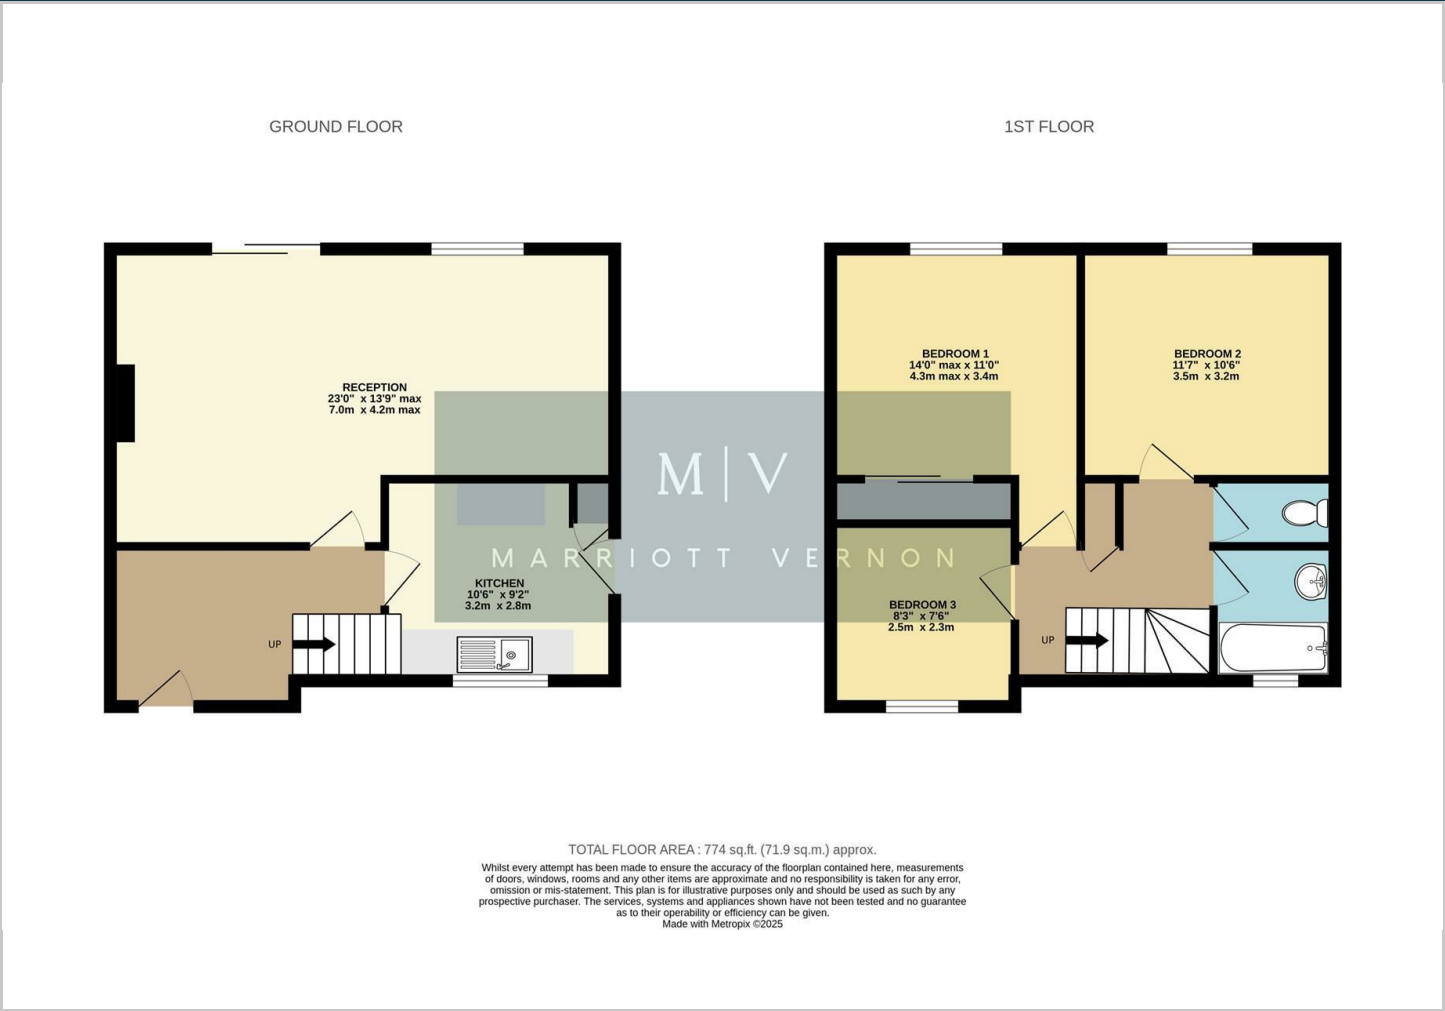 GROUND FLOOR
1ST FLOOR
RECEPTION
23'0" x 13'9" max
7.0m x 4.2m max
KITCHEN
10'6" x 9'2"
3.2m x 2.8m
UP
BEDROOM 1
14'0" max x 11'0"
4.3m max x 3.4m
BEDROOM 2
11'7" x 10'6"
3.5m x 3.2m
BEDROOM 3
8'3" x 7'6"
2.5m x 2.3m
UP
M|V
MARRIOTT VERNON
TOTAL FLOOR AREA : 774 sq.ft. (71.9 sq.m.) approx.
Whilst every attempt has been made to ensure the accuracy of the floorplan contained here, measurements
of doors, windows, rooms and any other items are approximate and no responsibility is taken for any error,
omission or mis-statement. This plan is for illustrative purposes only and should be used as such by any
prospective purchaser. The services, systems and appliances shown have not been tested and no guarantee
as to their operability or efficiency can be given.
Made with Metropix ©2025